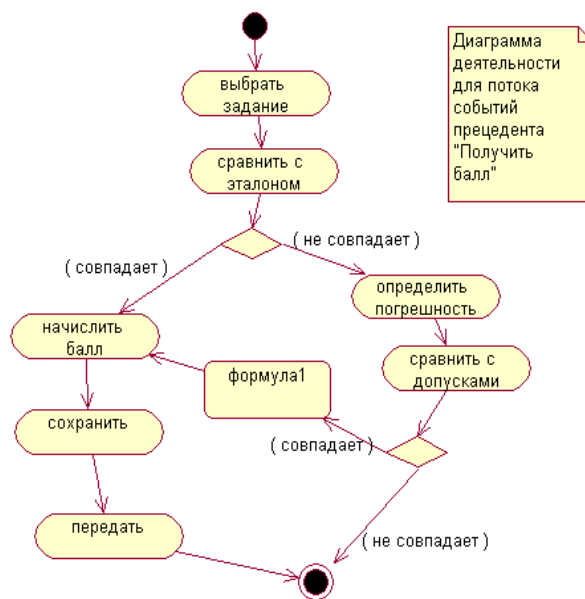 Диаграмма
деятельности
для потока
событий
прецедента
"Получить
балл"
выбрать
задание
сравнить с
эталоном
( совпадает )
( не совпадает )
определить
погрешность
начислить
балл
сравнить с
допусками
формула1
сохранить
( совпадает )
передать
( не совпадает )